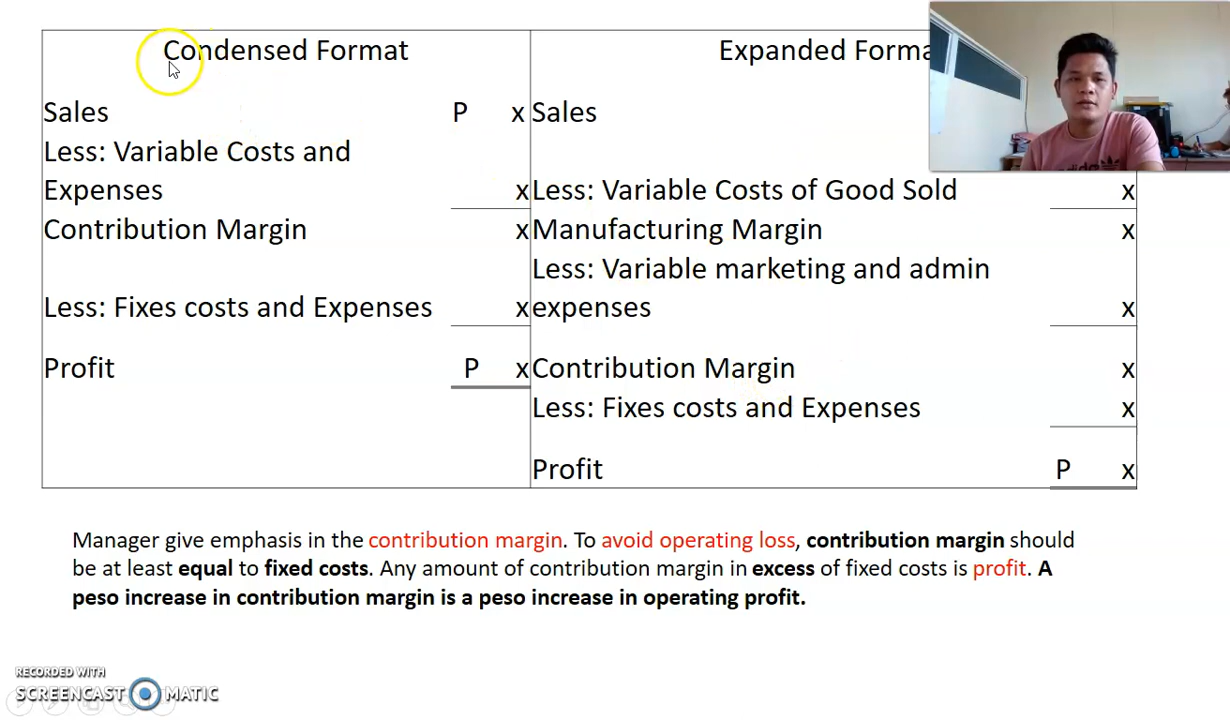 Condensed Format
Sales P x
Less: Variable Costs and
Expenses x
Contribution Margin x
Less: Fixes costs and Expenses x
Profit P x
Expanded Forma
Sales
Less: Variable Costs of Good Sold x
Manufacturing Margin x
Less: Variable marketing and admin
expenses x
Contribution Margin x
Less: Fixes costs and Expenses x
Profit P x
Manager give emphasis in the contribution margin. To avoid operating loss, contribution margin should
be at least equal to fixed costs. Any amount of contribution margin in excess of fixed costs is profit. A
peso increase in contribution margin is a peso increase in operating profit.
RECORDED WITH
SCREENCAST MATIC